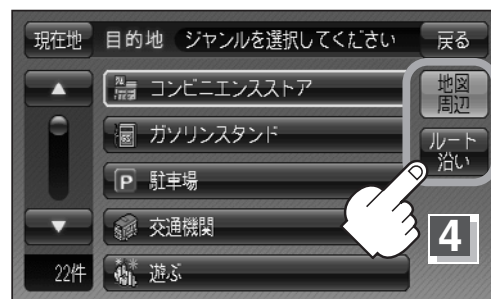 現在地 目的地 ジャンルを選択してください 戻る
▲ コンビニエンスストア 地図
周辺
ガソリンスタンド ルート
沿い
P 駐車場
▼ 交通機関 4
22件 遊ぶ